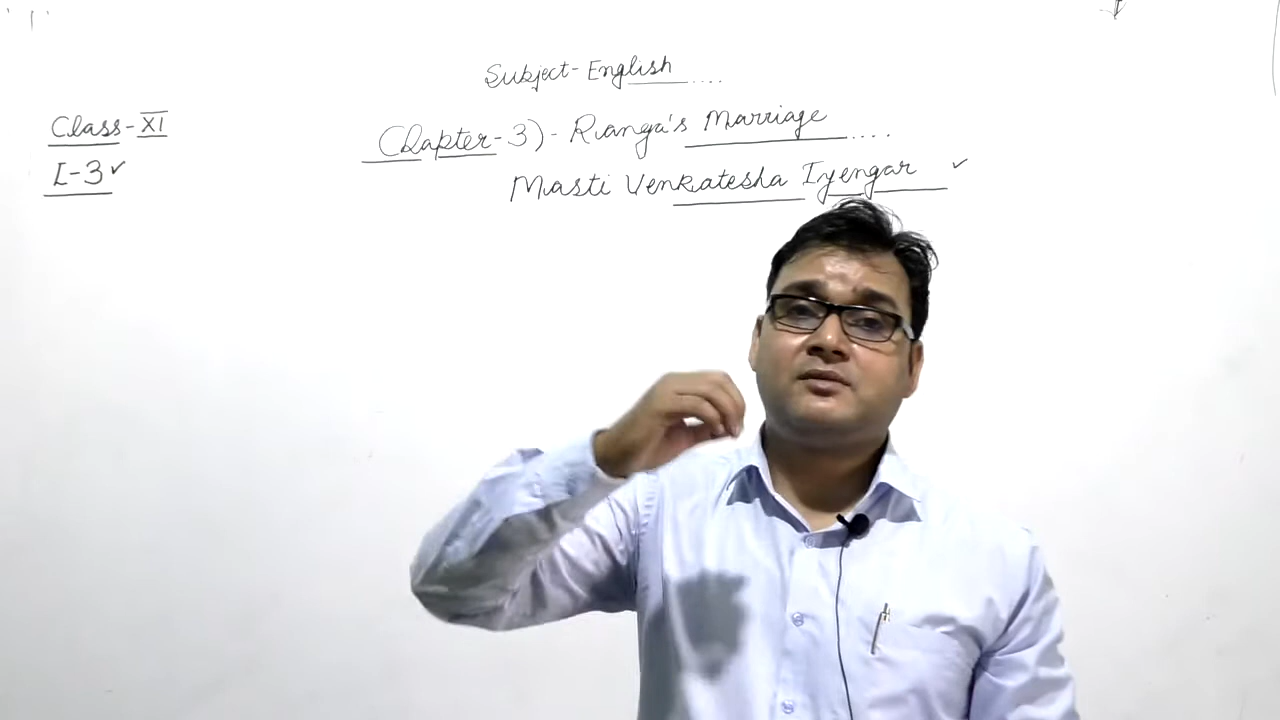 Subject- English ....
Class- XI
Chapter-3)- Ranga's Marriage ....
L-3 ✓
Masti Venkatesha Iyengar ✓